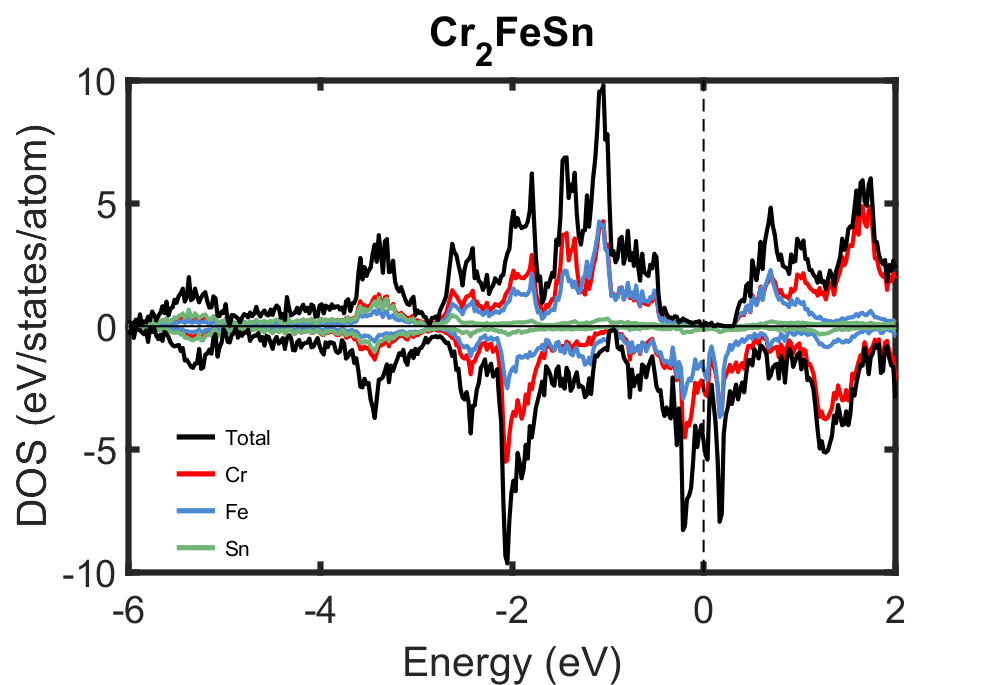 Cr₂FeSn
DOS (eV/states/atom)
10
5
0
-5
-10
Total
Cr
Fe
Sn
-6 -4 -2 0 2
Energy (eV)